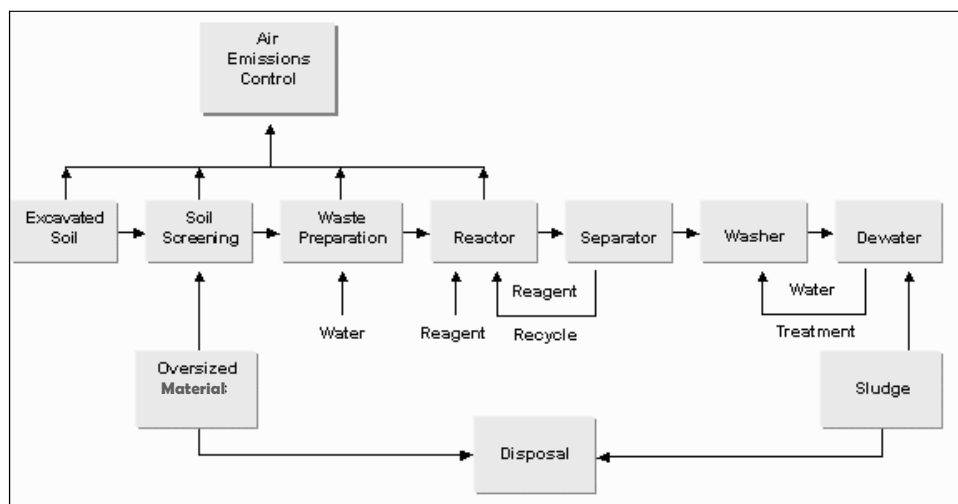 Air
Emissions
Control
Excavated
Soil
Soil
Screening
Waste
Preparation
Reactor
Separator
Washer
Dewater
Water
Reagent
Reagent
Recycle
Water
Treatment
Oversized
Material:
Sludge
Disposal